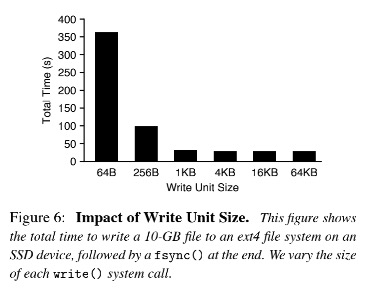 400
350
300
250
200
150
100
50
0
Total Time (s)
64B 256B 1KB 4KB 16KB 64KB
Write Unit Size
Figure 6: Impact of Write Unit Size. This figure shows
the total time to write a 10-GB file to an ext4 file system on an
SSD device, followed by a fsync() at the end. We vary the size
of each write() system call.